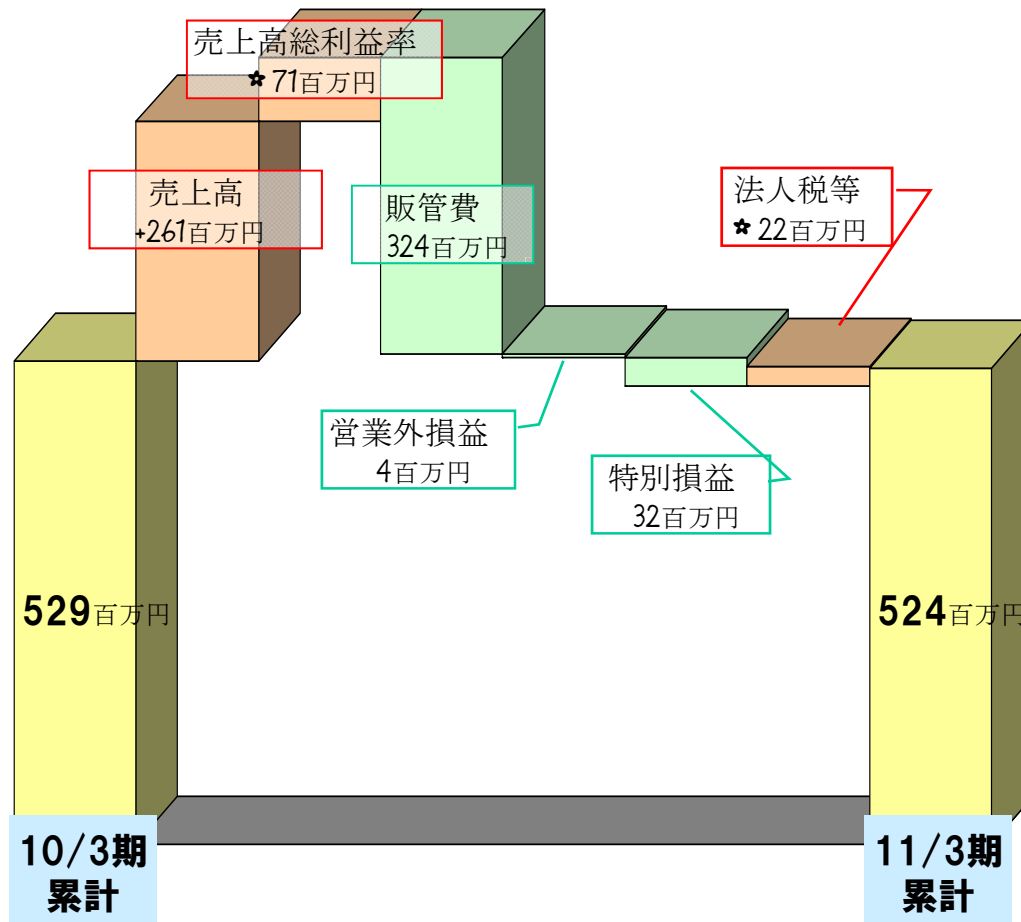 売上高総利益率
✿71百万円
売上高
+261百万円
販管費
324百万円
法人税等
✿22百万円
営業外損益
4百万円
特別損益
32百万円
529百万円
524百万円
10/3期
累計
11/3期
累計